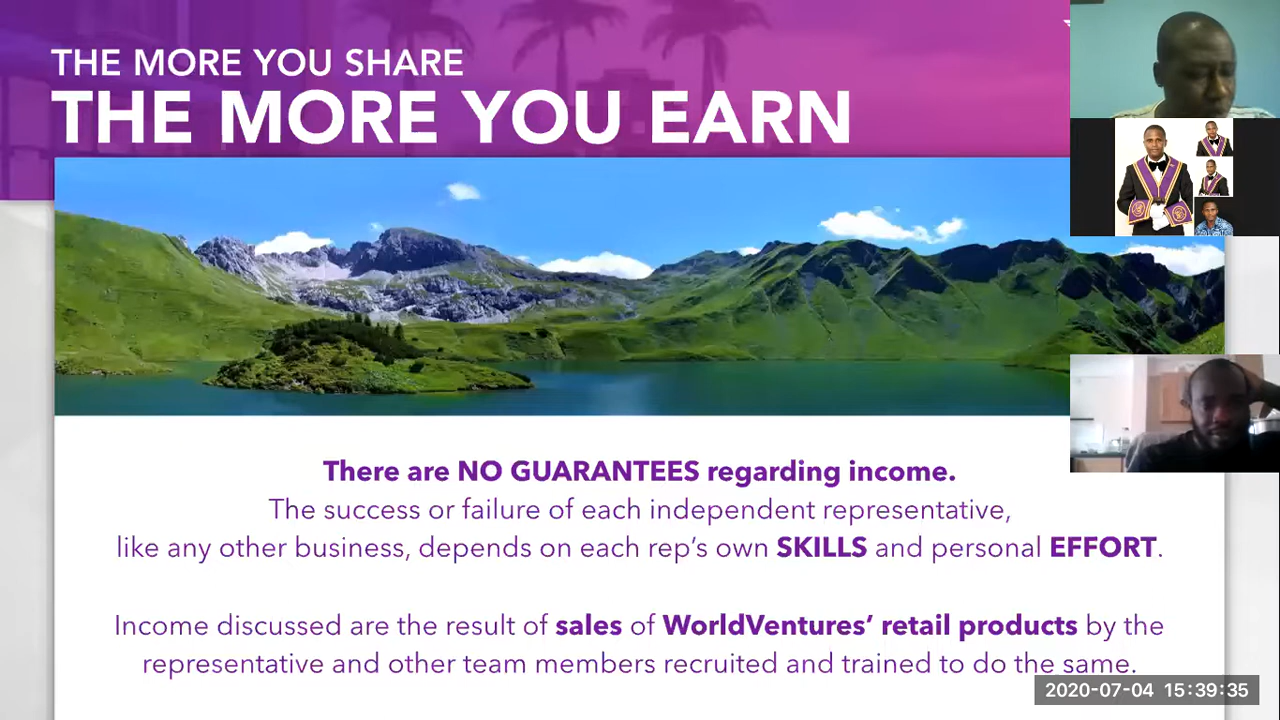 THE MORE YOU SHARE
THE MORE YOU EARN
There are NO GUARANTEES regarding income.
The success or failure of each independent representative,
like any other business, depends on each rep's own SKILLS and personal EFFORT.
Income discussed are the result of sales of WorldVentures' retail products by the
representative and other team members recruited and trained to do the same.
2020-07-04 15:39:35